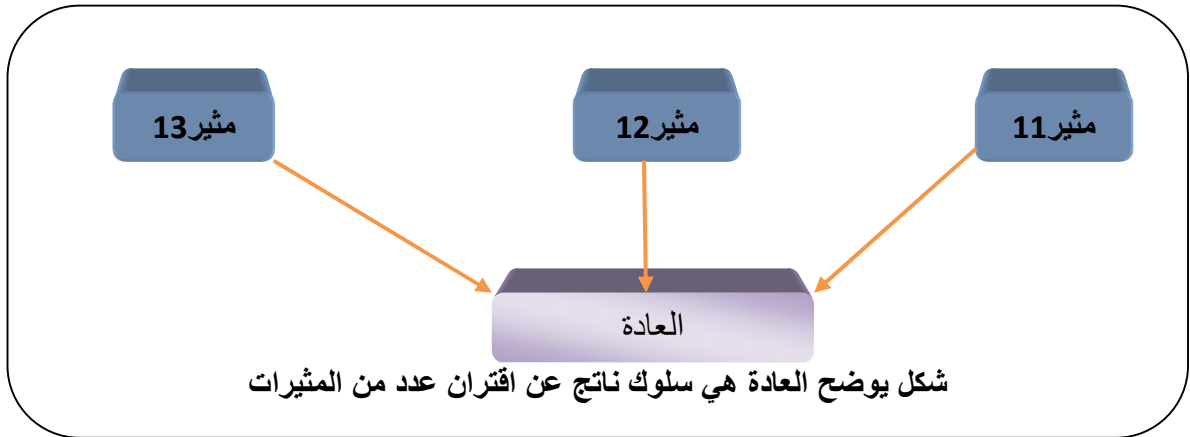 مثير11
مثير12
مثير13
العادة
شكل يوضح العادة هي سلوك ناتج عن اقتران عدد من المثيرات